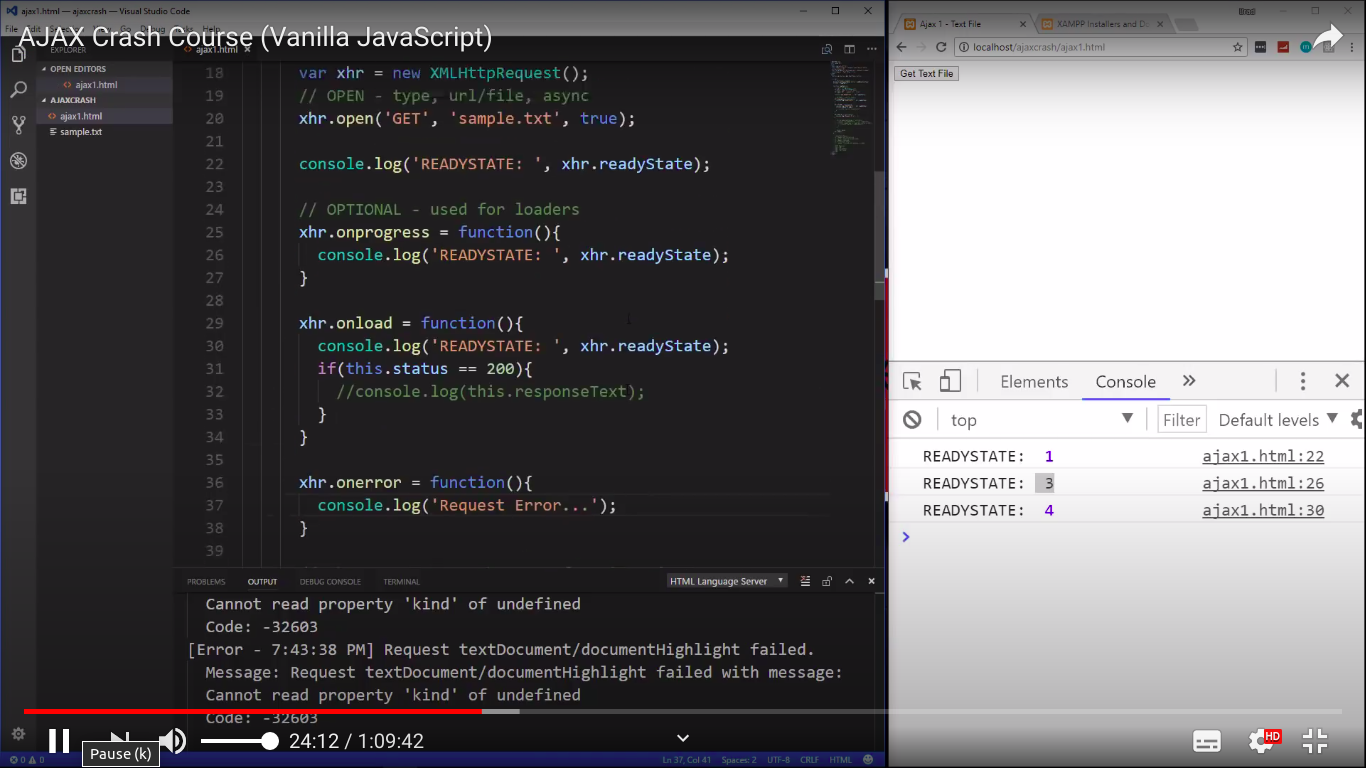 ajax1.html — ajaxcrash — Visual Studio Code
AJAX Crash Course (Vanilla JavaScript)
EXPLORER
ajax1.html
OPEN EDITORS
ajax1.html
AJAXCRASH
ajax1.html
sample.txt
18 var xhr = new XMLHttpRequest();
19 // OPEN - type, url/file, async
20 xhr.open('GET', 'sample.txt', true);
21
22 console.log('READYSTATE: ', xhr.readyState);
23
24 // OPTIONAL - used for loaders
25 xhr.onprogress = function(){
26 console.log('READYSTATE: ', xhr.readyState);
27 }
28
29 xhr.onload = function(){
30 console.log('READYSTATE: ', xhr.readyState);
31 if(this.status == 200){
32 //console.log(this.responseText);
33 }
34 }
35
36 xhr.onerror = function(){
37 console.log('Request Error...');
38 }
39
PROBLEMS OUTPUT DEBUG CONSOLE TERMINAL HTML Language Server
Cannot read property 'kind' of undefined
Code: -32603
[Error - 7:43:38 PM] Request textDocument/documentHighlight failed.
Message: Request textDocument/documentHighlight failed with message:
Cannot read property 'kind' of undefined
Code: -32603
Ajax 1 - Text File
XAMPP Installers and Do
Brad
localhost/ajaxcrash/ajax1.html
Get Text File
Elements Console
top Filter Default levels
READYSTATE: 1 ajax1.html:22
READYSTATE: 3 ajax1.html:26
READYSTATE: 4 ajax1.html:30
24:12 / 1:09:42
HD
Pause (k)
0 0
Ln 37, Col 41 Spaces: 2 UTF-8 CRLF HTML